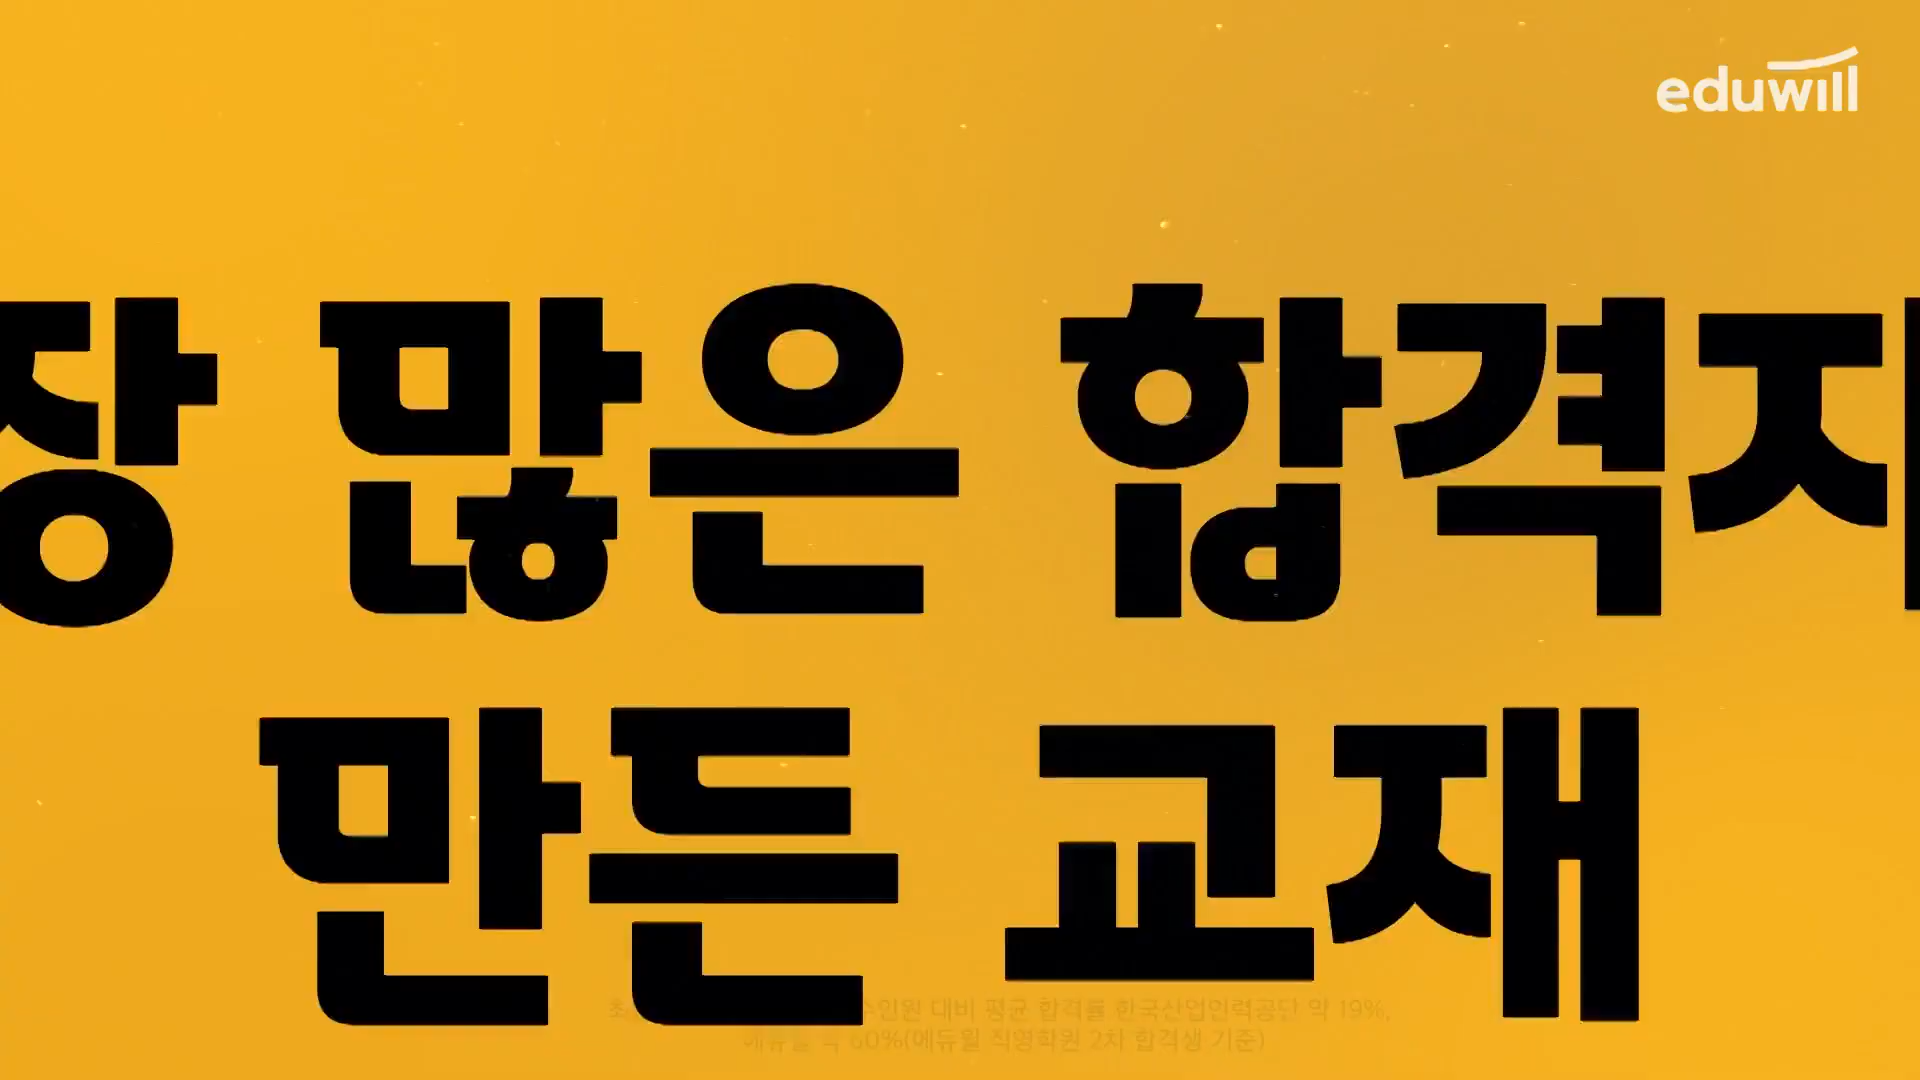 eduwill
장 많은 합격자
만든 교재
수인원 대비 평균 합격률 한국산업인력공단 약 19%,
에듀윌 약 60%(에듀윌 직영학원 2차 합격생 기준)